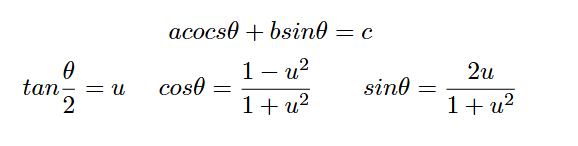 acocsθ + bsinθ = c
tan θ/2 = u cosθ = 1 − u²/1 + u² sinθ = 2u/1 + u²